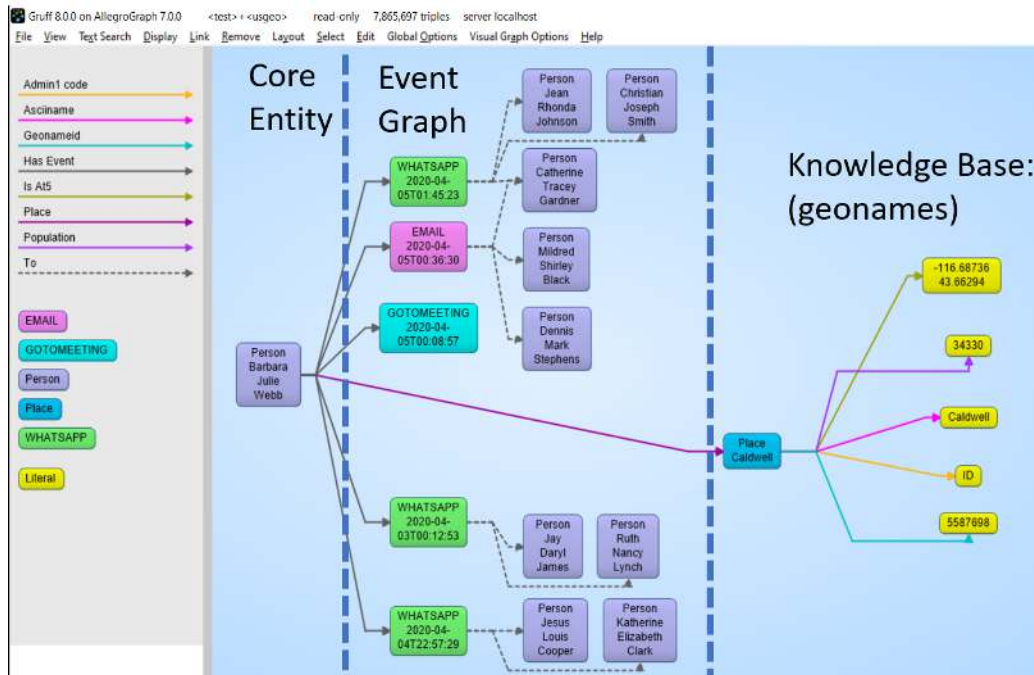 Gruff 8.0.0 on AllegroGraph 7.0.0 <test> + <usgeo> read-only 7,865,697 triples server localhost
File View Text Search Display Link Remove Layout Select Edit Global Options Visual Graph Options Help
Admin1 code
Asciiname
Geonameid
Has Event
Is At5
Place
Population
To
EMAIL
GOTOMEETING
Person
Place
WHATSAPP
Literal
Core
Entity
Event
Graph
Knowledge Base:
(geonames)
Person
Barbara
Julie
Webb
WHATSAPP
2020-04-
05T01:45:23
EMAIL
2020-04-
05T00:36:30
GOTOMEETING
2020-04-
05T00:08:57
WHATSAPP
2020-04-
03T00:12:53
WHATSAPP
2020-04-
04T22:57:29
Person
Jean
Rhonda
Johnson
Person
Christian
Joseph
Smith
Person
Catherine
Tracey
Gardner
Person
Mildred
Shirley
Black
Person
Dennis
Mark
Stephens
Person
Jay
Daryl
James
Person
Ruth
Nancy
Lynch
Person
Jesus
Louis
Cooper
Person
Katherine
Elizabeth
Clark
Place
Caldwell
-116.68736
43.66294
34330
Caldwell
ID
5587698